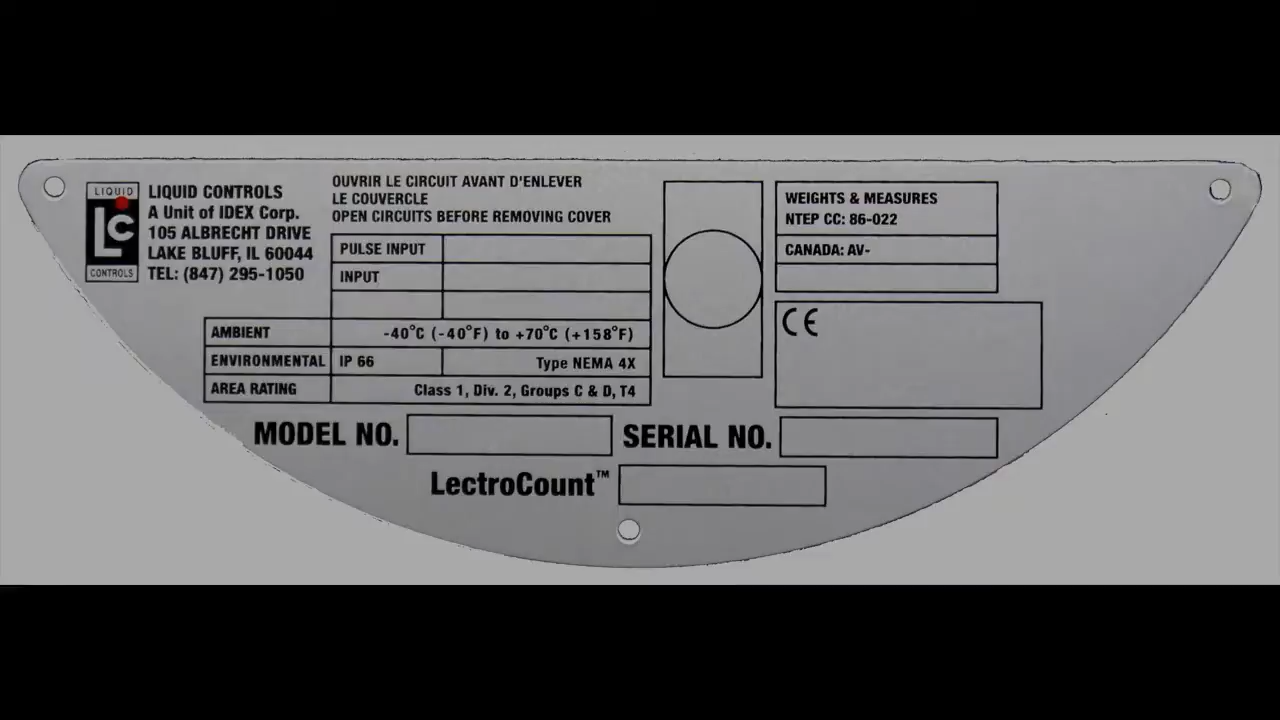 LIQUID
LC
CONTROLS
LIQUID CONTROLS
A Unit of IDEX Corp.
105 ALBRECHT DRIVE
LAKE BLUFF, IL 60044
TEL: (847) 295-1050
OUVRIR LE CIRCUIT AVANT D'ENLEVER
LE COUVERCLE
OPEN CIRCUITS BEFORE REMOVING COVER
PULSE INPUT
INPUT
AMBIENT -40°C (-40°F) to +70°C (+158°F)
ENVIRONMENTAL IP 66 Type NEMA 4X
AREA RATING Class 1, Div. 2, Groups C & D, T4
WEIGHTS & MEASURES
NTEP CC: 86-022
CANADA: AV-
CE
MODEL NO. SERIAL NO.
LectroCount™